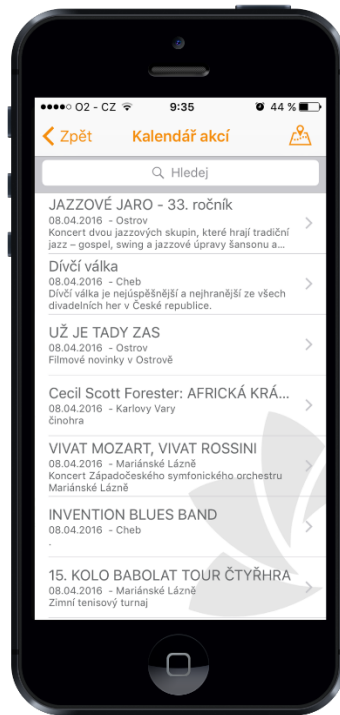 O2 - CZ 9:35 44 %
Zpět Kalendář akcí
Hledej
JAZZOVÉ JARO - 33. ročník
08.04.2016 - Ostrov
Koncert dvou jazzových skupin, které hrají tradiční
jazz – gospel, swing a jazzové úpravy šansonu a...
Dívčí válka
08.04.2016 - Cheb
Dívčí válka je nejúspěšnější a nejhranější ze všech
divadelních her v České republice.
UŽ JE TADY ZAS
08.04.2016 - Ostrov
Filmové novinky v Ostrově
Cecil Scott Forester: AFRICKÁ KRÁ...
08.04.2016 - Karlovy Vary
činohra
VIVAT MOZART, VIVAT ROSSINI
08.04.2016 - Mariánské Lázně
Koncert Západočeského symfonického orchestru
Mariánské Lázně
INVENTION BLUES BAND
08.04.2016 - Cheb
.
15. KOLO BABOLAT TOUR ČTYŘHRA
08.04.2016 - Mariánské Lázně
Zimní tenisový turnaj